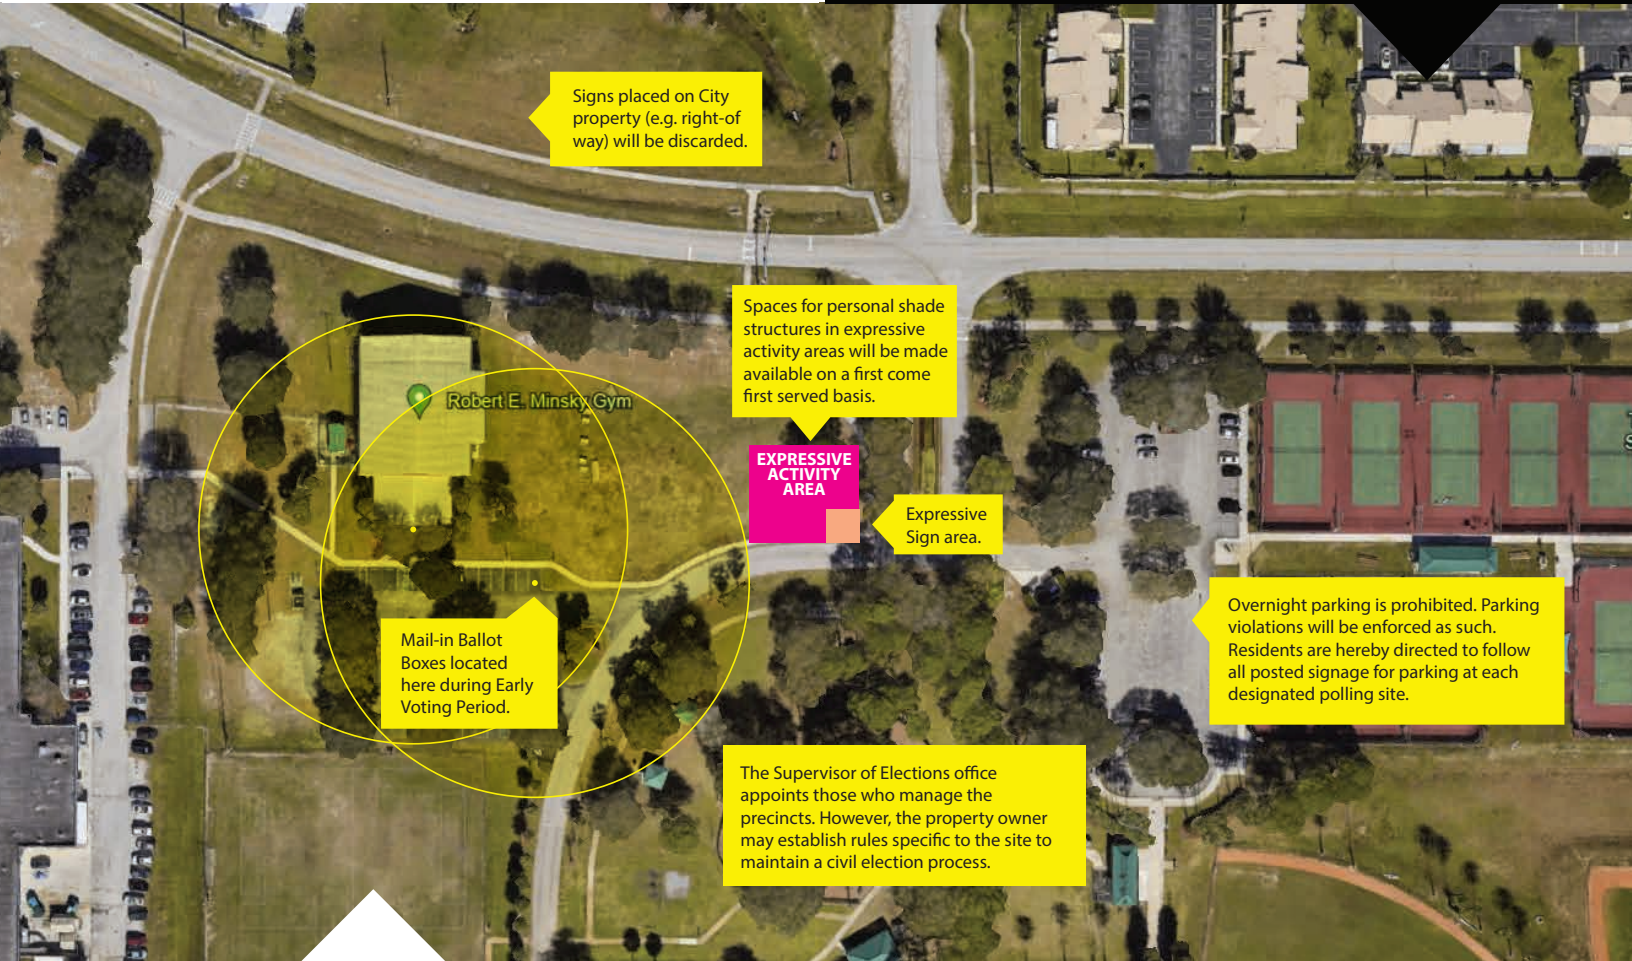 Signs placed on City
property (e.g. right-of
way) will be discarded.
Spaces for personal shade
structures in expressive
activity areas will be made
available on a first come
first served basis.
Robert E. Minsky Gym
EXPRESSIVE
ACTIVITY
AREA
Expressive
Sign area.
Overnight parking is prohibited. Parking
violations will be enforced as such.
Residents are hereby directed to follow
all posted signage for parking at each
designated polling site.
Mail-in Ballot
Boxes located
here during Early
Voting Period.
The Supervisor of Elections office
appoints those who manage the
precincts. However, the property owner
may establish rules specific to the site to
maintain a civil election process.